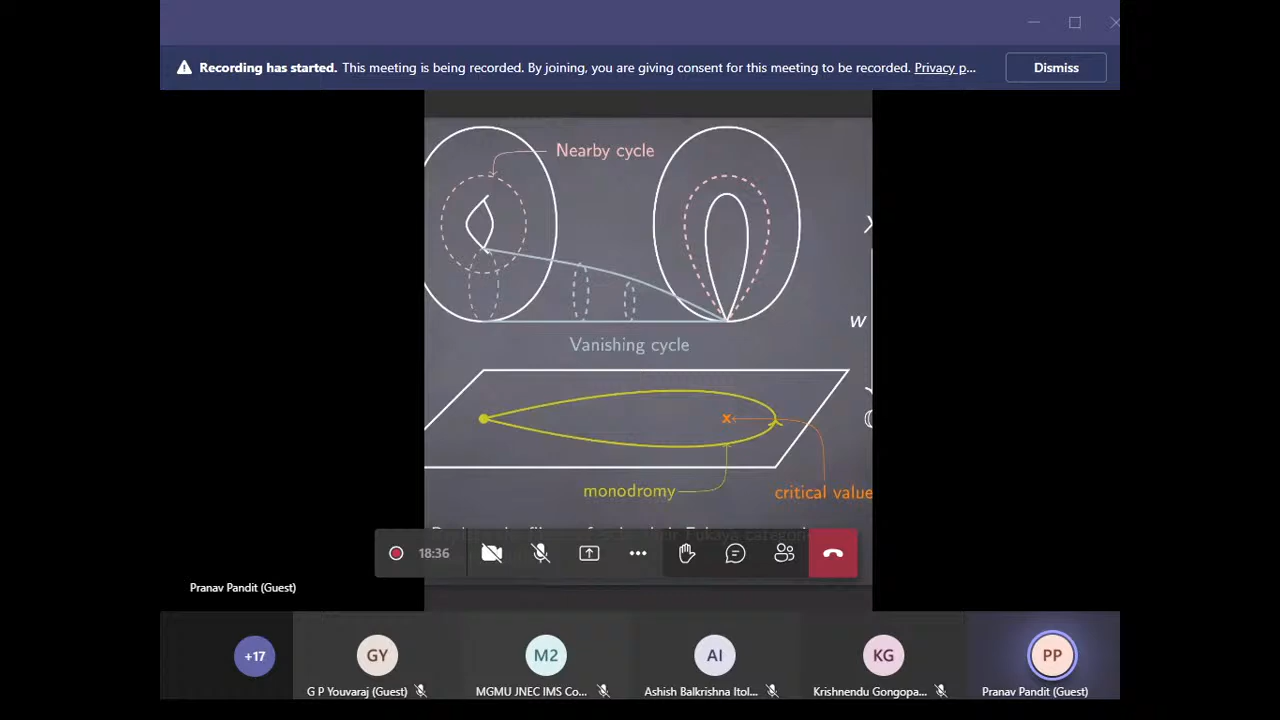 Recording has started. This meeting is being recorded. By joining, you are giving consent for this meeting to be recorded. Privacy p...
Dismiss
Nearby cycle
X
w
Vanishing cycle
x
monodromy
critical value
Fukaya categori
18:36
Pranav Pandit (Guest)
+17
GY
M2
AI
KG
PP
G P Youvaraj (Guest)
MGMU JNEC IMS Co...
Ashish Balkrishna Itol...
Krishnendu Gongopa...
Pranav Pandit (Guest)